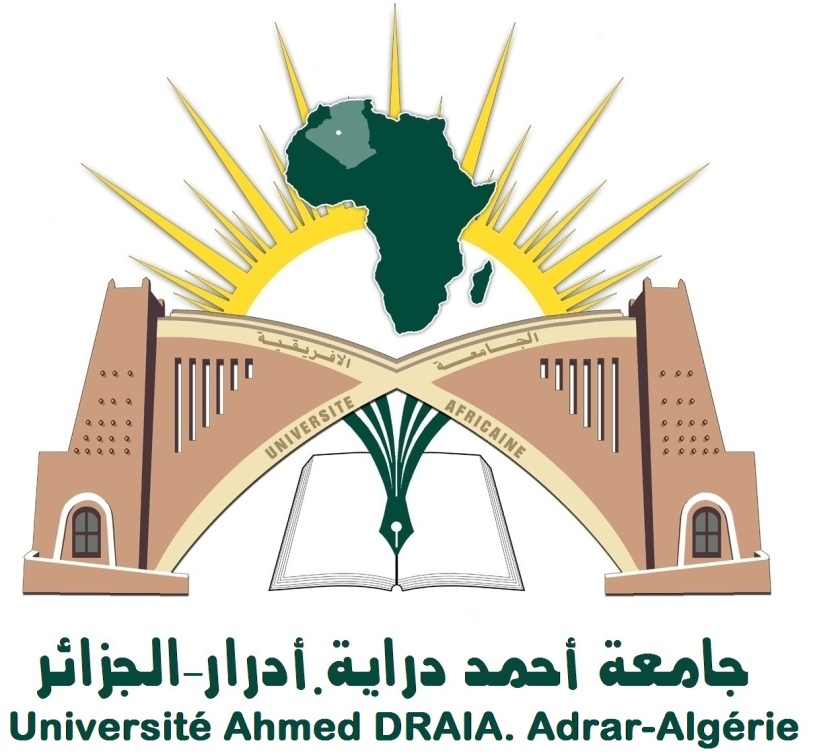 الجامعة الافريقية
UNIVERSITE AFRICAINE
جامعة أحمد دراية.أدرار-الجزائر
Université Ahmed DRAIA. Adrar-Algérie